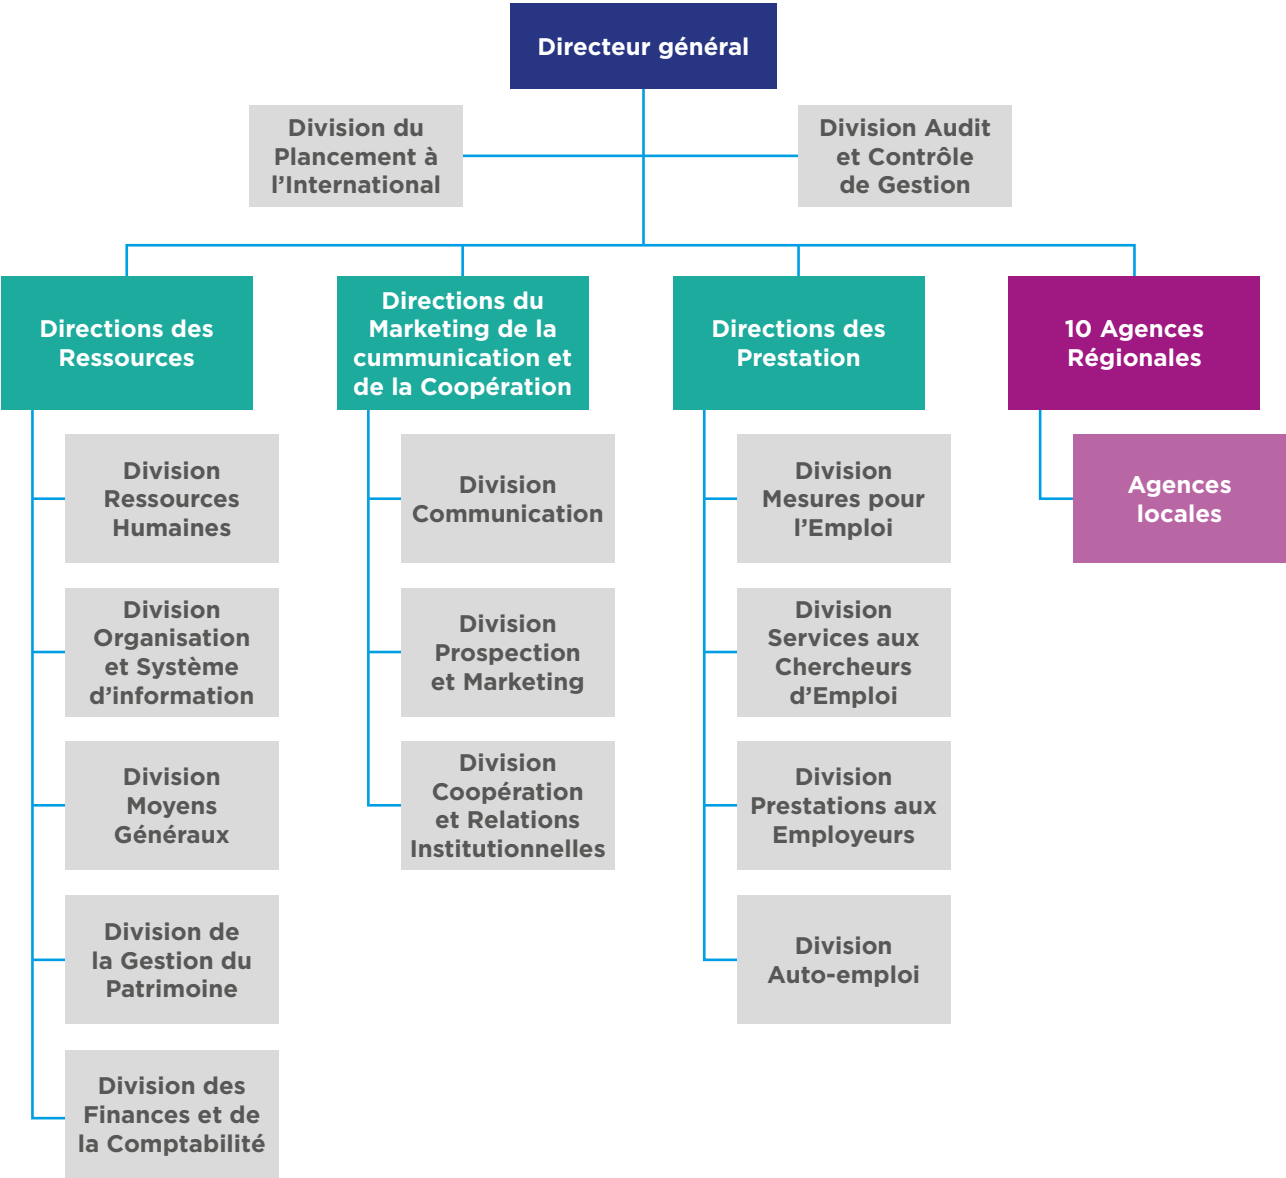 Directeur général
Division du
Plancement à
l’International
Division Audit
et Contrôle
de Gestion
Directions des
Ressources
Directions du
Marketing de la
cummunication et
de la Coopération
Directions des
Prestation
10 Agences
Régionales
Division
Ressources
Humaines
Division
Organisation
et Système
d’information
Division
Moyens
Généraux
Division de
la Gestion du
Patrimoine
Division des
Finances et de
la Comptabilité
Division
Communication
Division
Prospection
et Marketing
Division
Coopération
et Relations
Institutionnelles
Division
Mesures pour
l’Emploi
Division
Services aux
Chercheurs
d’Emploi
Division
Prestations aux
Employeurs
Division
Auto-emploi
Agences
locales